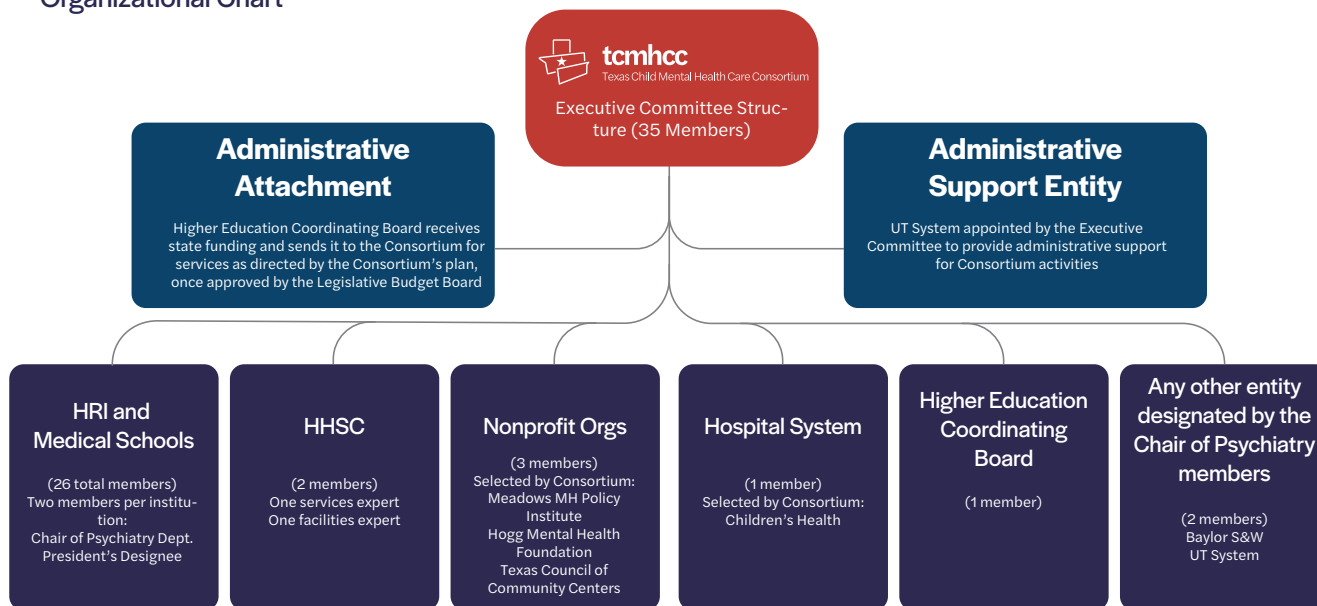 Organizational Chart
tcmhcc
Texas Child Mental Health Care Consortium
Executive Committee Struc-
ture (35 Members)
Administrative
Attachment
Higher Education Coordinating Board receives
state funding and sends it to the Consortium for
services as directed by the Consortium's plan,
once approved by the Legislative Budget Board
Administrative
Support Entity
UT System appointed by the Executive
Committee to provide administrative support
for Consortium activities
HRI and
Medical Schools
(26 total members)
Two members per institu-
tion:
Chair of Psychiatry Dept.
President's Designee
HHSC
(2 members)
One services expert
One facilities expert
Nonprofit Orgs
(3 members)
Selected by Consortium:
Meadows MH Policy
Institute
Hogg Mental Health
Foundation
Texas Council of
Community Centers
Hospital System
(1 member)
Selected by Consortium:
Children's Health
Higher Education
Coordinating
Board
(1 member)
Any other entity
designated by the
Chair of Psychiatry
members
(2 members)
Baylor S&W
UT System